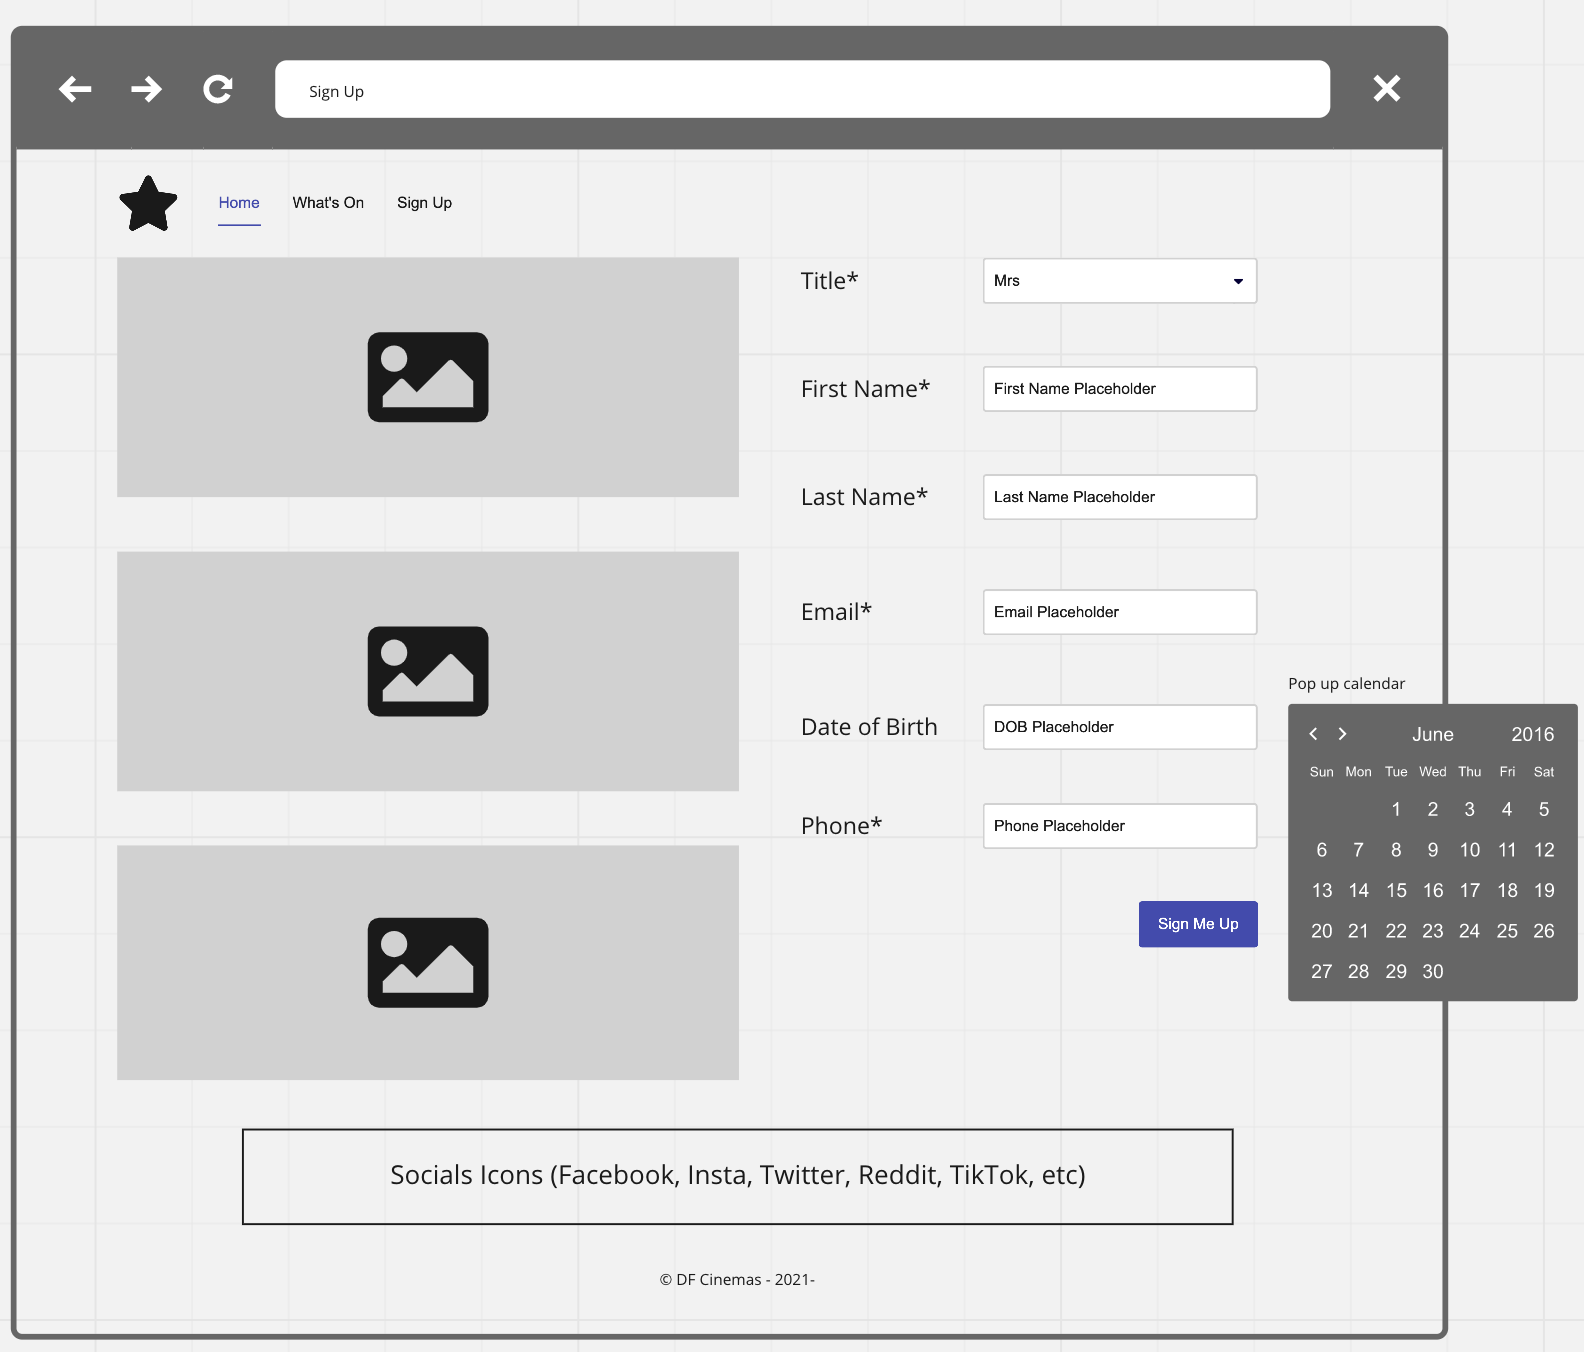 Sign Up
Home What's On Sign Up
Title* Mrs
First Name* First Name Placeholder
Last Name* Last Name Placeholder
Email* Email Placeholder
Date of Birth DOB Placeholder
Phone* Phone Placeholder
Sign Me Up
Pop up calendar
June 2016
Sun Mon Tue Wed Thu Fri Sat
1 2 3 4 5
6 7 8 9 10 11 12
13 14 15 16 17 18 19
20 21 22 23 24 25 26
27 28 29 30
Socials Icons (Facebook, Insta, Twitter, Reddit, TikTok, etc)
© DF Cinemas - 2021-